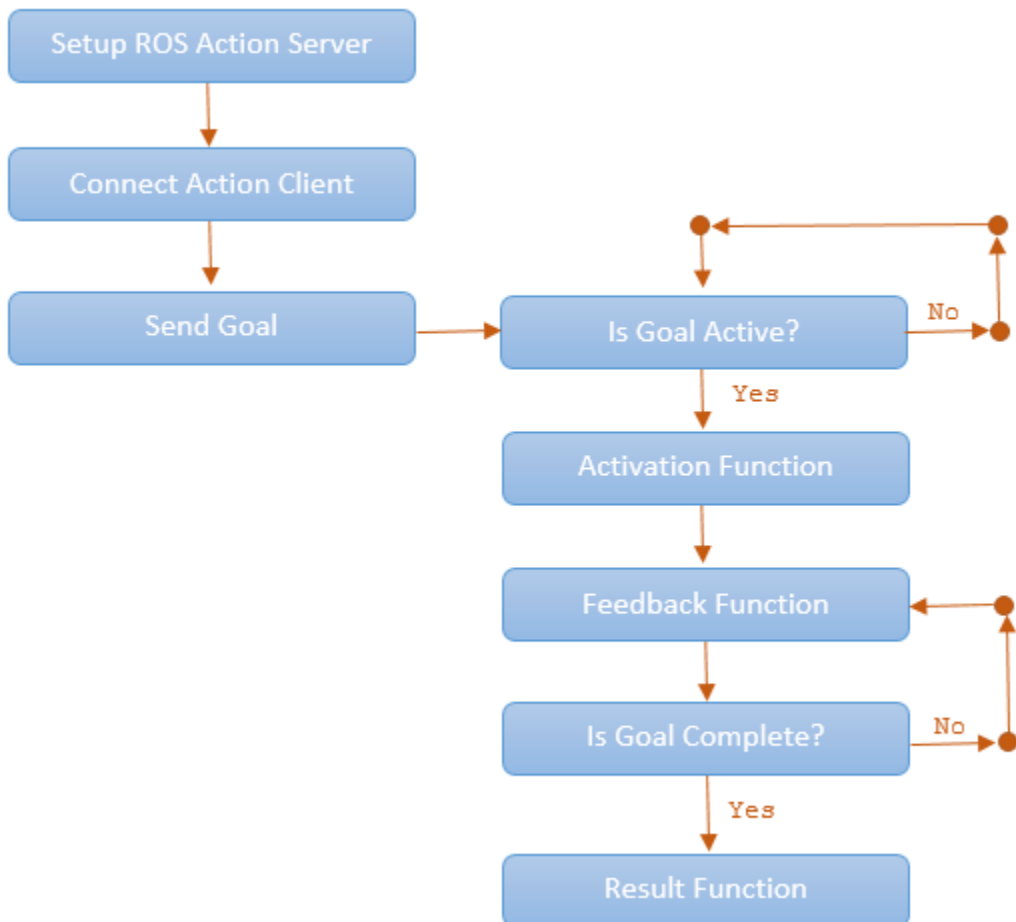 Setup ROS Action Server
Connect Action Client
Send Goal
Is Goal Active?
No
Yes
Activation Function
Feedback Function
Is Goal Complete?
No
Yes
Result Function